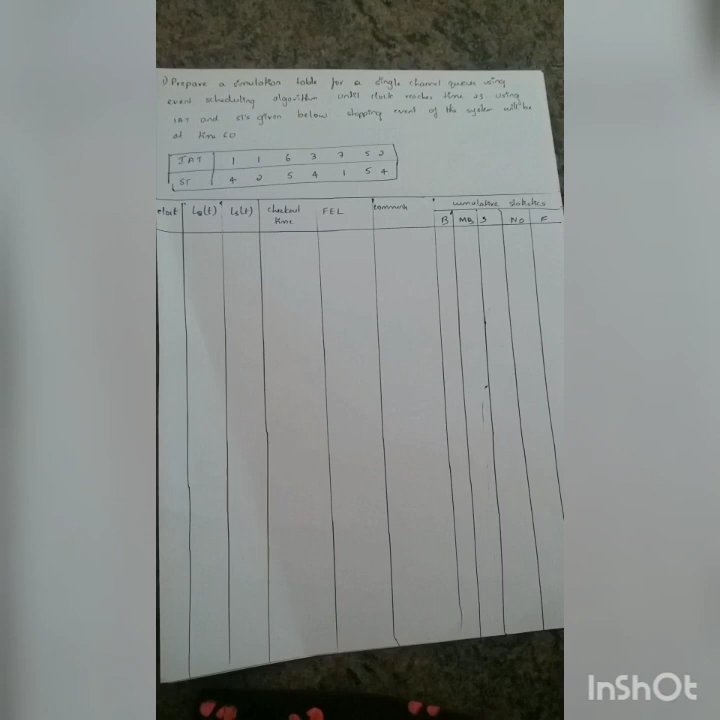 1) Prepare a simulation table for a single channel queue using
event scheduling algorithm until clock reaches time 23 using
IAT and ST's given below stopping event of the system will be
at time 60
IAT 1 1 6 3 7 5 2
ST 4 2 5 4 1 5 4
clock LQ(t) LS(t) checkout time FEL comment cumulative statistics
B MB S ND F
InShOt